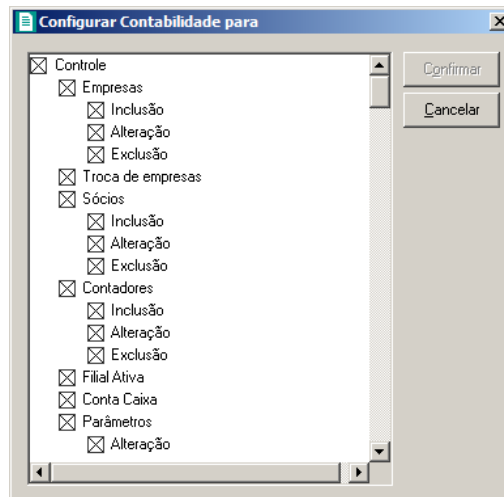 Configurar Contabilidade para
Controle
Empresas
Inclusão
Alteração
Exclusão
Troca de empresas
Sócios
Inclusão
Alteração
Exclusão
Contadores
Inclusão
Alteração
Exclusão
Filial Ativa
Conta Caixa
Parâmetros
Alteração
Confirmar
Cancelar